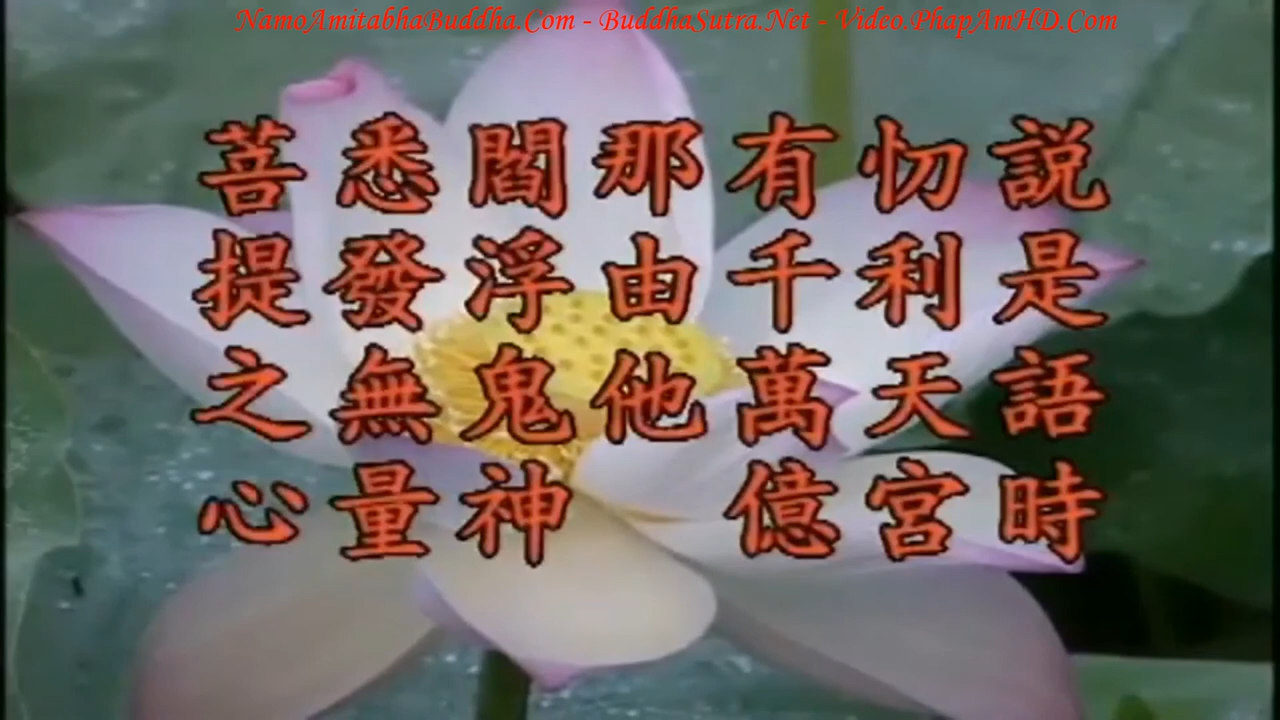 NamoAmitabhaBuddha.Com - BuddhaSutra.Net - Video.PhapAmHD.Com
説是語時
忉利天宮
有千萬億
那由他
閻浮鬼神
悉發無量
菩提之心